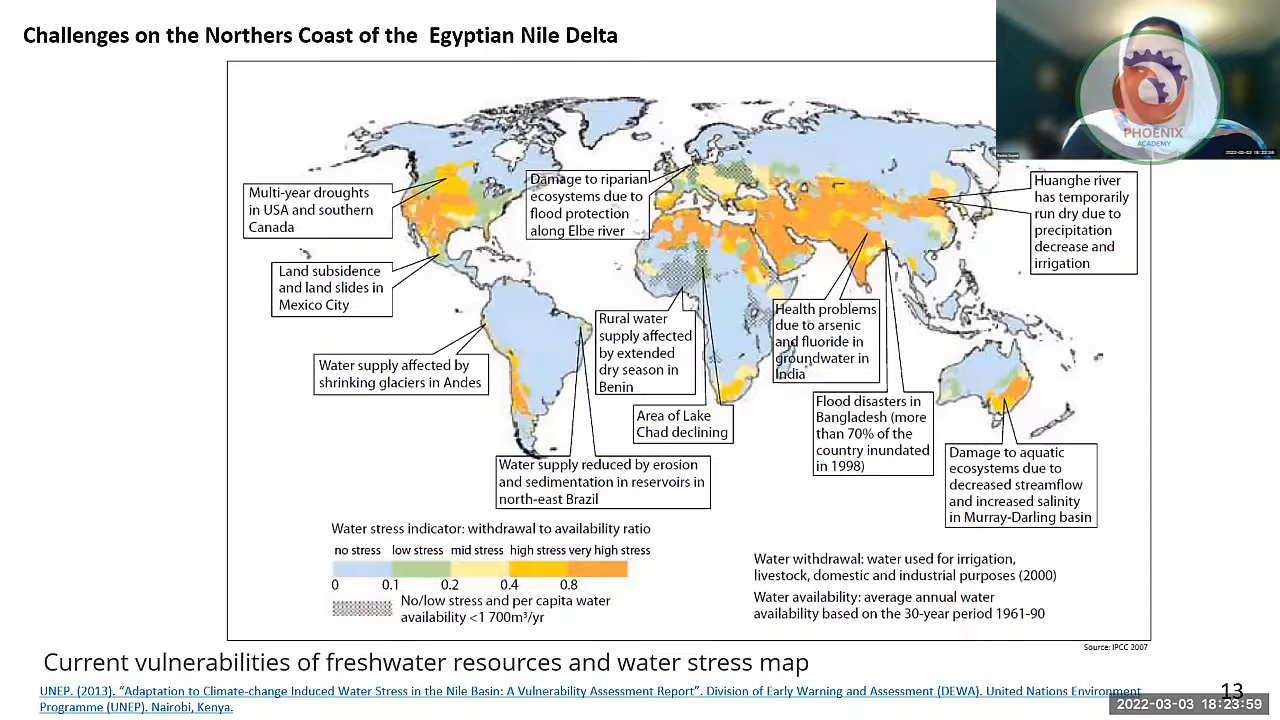 Challenges on the Northers Coast of the  Egyptian Nile Delta
PHOENIX
ACADEMY
2022-03-03 18:23:59
Multi-year droughts
in USA and southern
Canada
Damage to riparian
ecosystems due to
flood protection
along Elbe river
Huanghe river
has temporarily
run dry due to
precipitation
decrease and
irrigation
Land subsidence
and land slides in
Mexico City
Water supply affected by
shrinking glaciers in Andes
Rural water
supply affected
by extended
dry season in
Benin
Health problems
due to arsenic
and fluoride in
groundwater in
India
Area of Lake
Chad declining
Flood disasters in
Bangladesh (more
than 70% of the
country inundated
in 1998)
Damage to aquatic
ecosystems due to
decreased streamflow
and increased salinity
in Murray-Darling basin
Water supply reduced by erosion
and sedimentation in reservoirs in
north-east Brazil
Water stress indicator: withdrawal to availability ratio
no stress low stress mid stress high stress very high stress
0 0.1 0.2 0.4 0.8
No/low stress and per capita water
availability <1 700m³/yr
Water withdrawal: water used for irrigation,
livestock, domestic and industrial purposes (2000)
Water availability: average annual water
availability based on the 30-year period 1961-90
Source: IPCC 2007
Current vulnerabilities of freshwater resources and water stress map
UNEP. (2013). “Adaptation to Climate-change Induced Water Stress in the Nile Basin: A Vulnerability Assessment Report”. Division of Early Warning and Assessment (DEWA). United Nations Environment
Programme (UNEP). Nairobi, Kenya.
13
2022-03-03 18:23:59